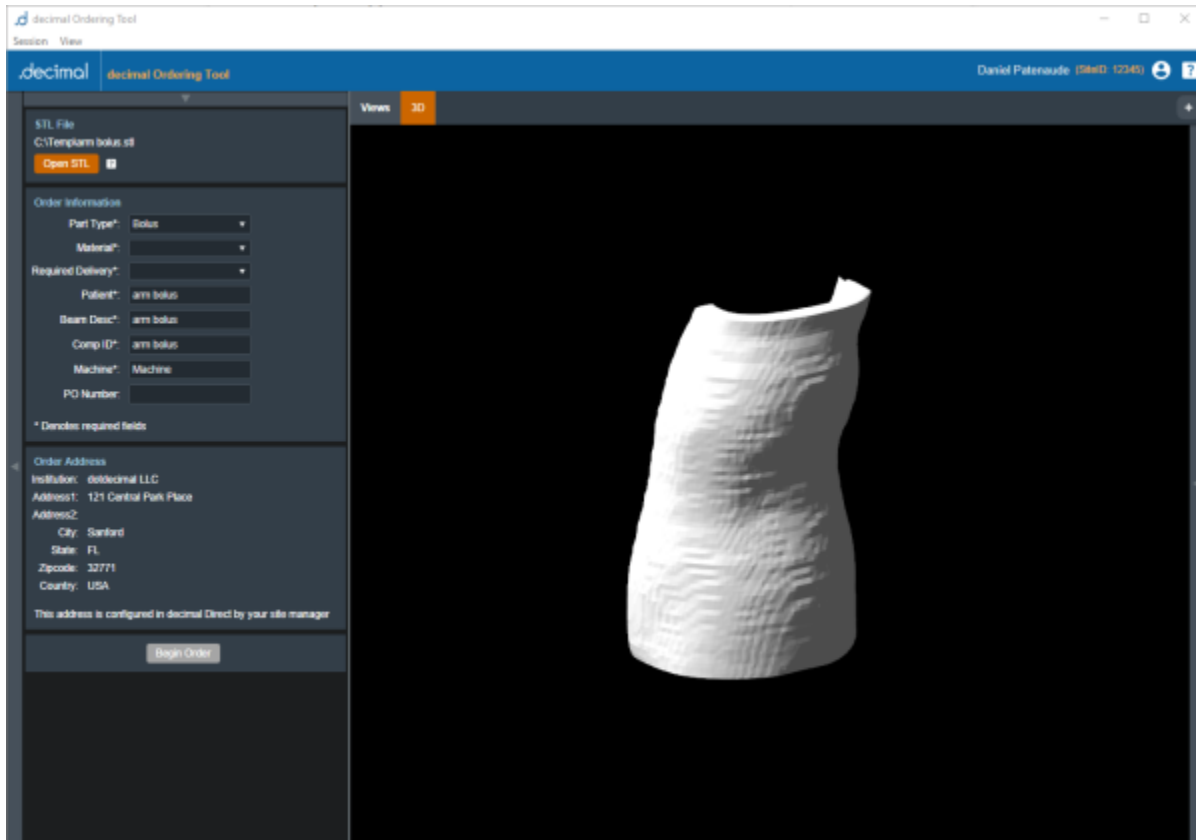 decimal Ordering Tool
Session View
.decimal decimal Ordering Tool Daniel Patenaude (SiteID: 12345) ?
Views 3D +
STL File
C:\Temp\arm bolus.stl
Open STL ?
Order Information
Part Type*: Bolus
Material*:
Required Delivery*:
Patient*: arm bolus
Beam Desc*: arm bolus
Comp ID*: arm bolus
Machine*: Machine
PO Number:
* Denotes required fields
Order Address
Institution: dotdecimal LLC
Address1: 121 Central Park Place
Address2:
City: Sanford
State: FL
Zipcode: 32771
Country: USA
This address is configured in decimal Direct by your site manager
Begin Order